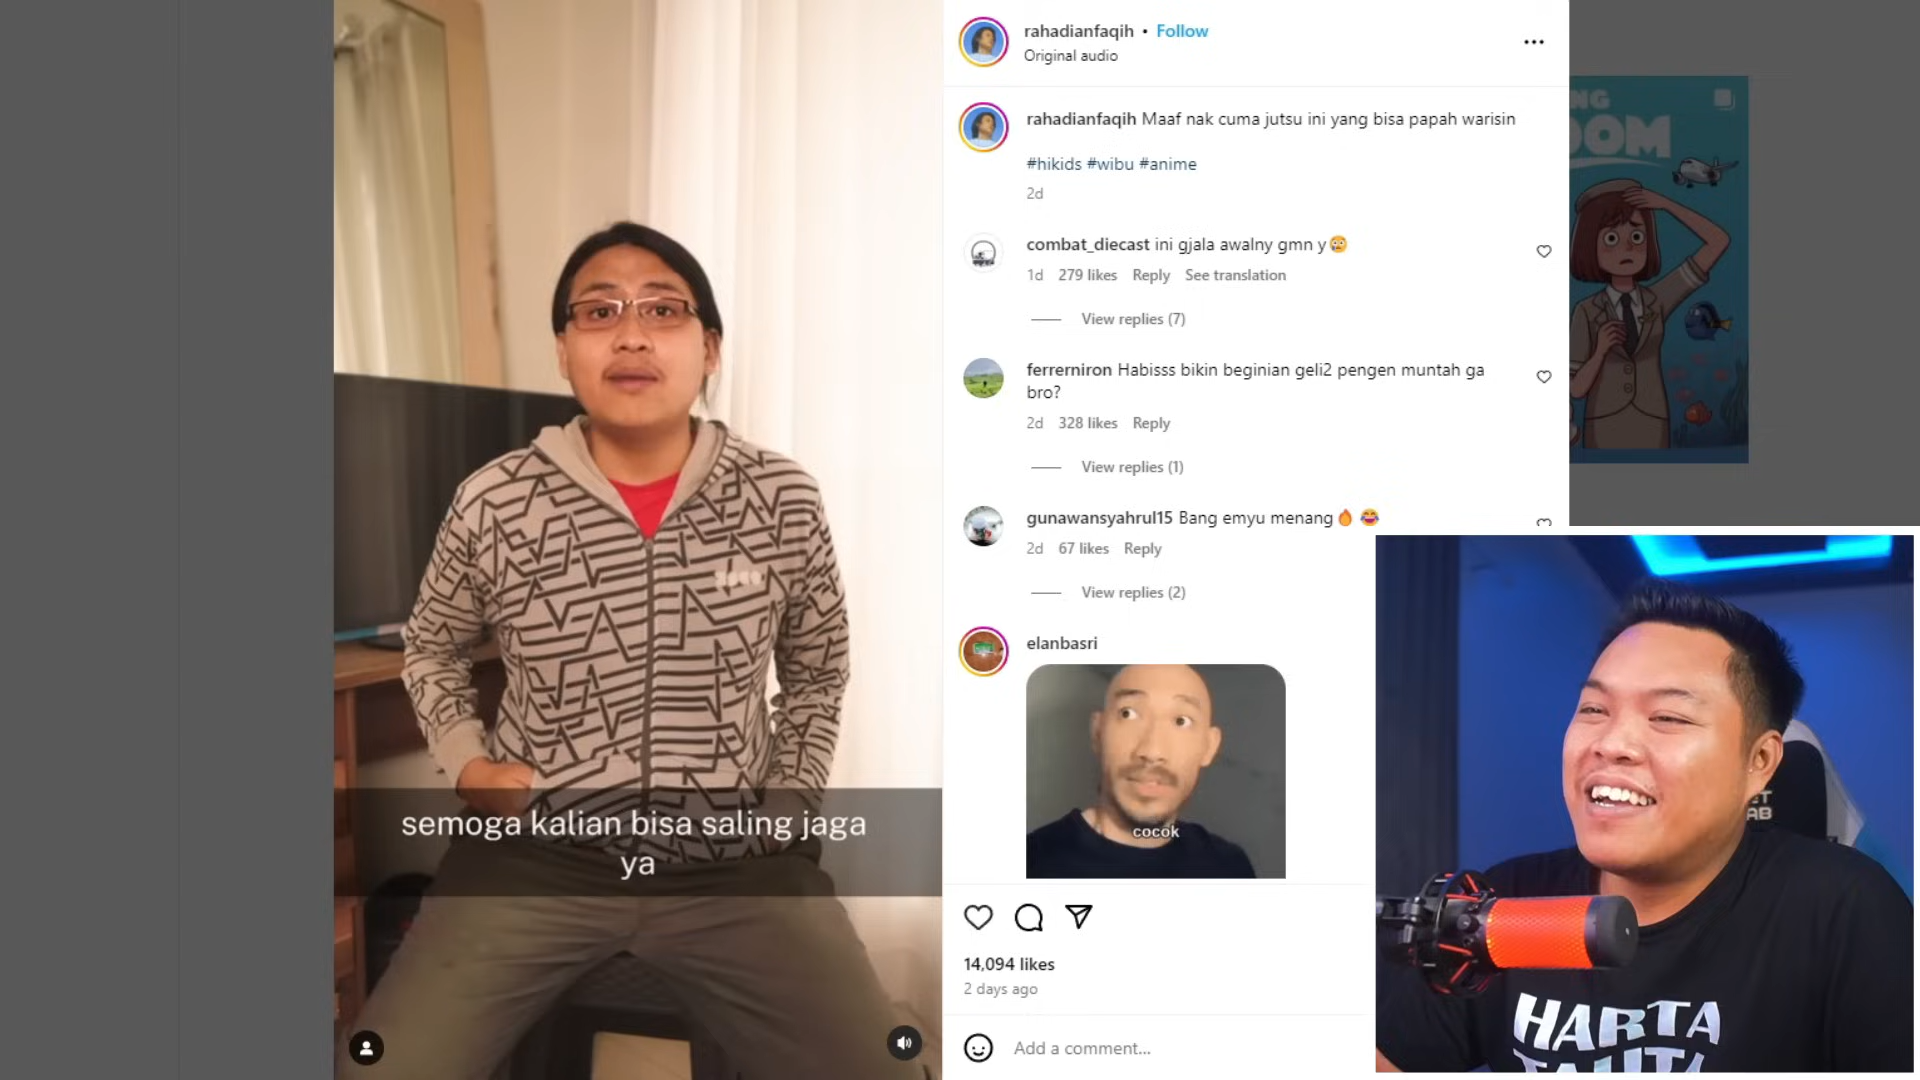 rahadianfaqih • Follow
Original audio
rahadianfaqih Maaf nak cuma jutsu ini yang bisa papah warisin
#hikids #wibu #anime
2d
combat_diecast ini gjala awalny gmn y😳
1d 279 likes Reply See translation
View replies (7)
ferrerniron Habisss bikin beginian geli2 pengen muntah ga
bro?
2d 328 likes Reply
View replies (1)
gunawansyahrul15 Bang emyu menang🔥 😂
2d 67 likes Reply
View replies (2)
elanbasri
cocok
14,094 likes
2 days ago
Add a comment...
semoga kalian bisa saling jaga
ya
NG
OOM
HARTA
TAHTA